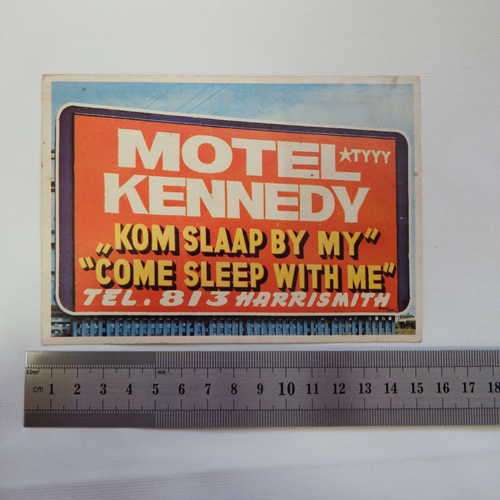 MOTEL ★TYYY
KENNEDY
„KOM SLAAP BY MY“
"COME SLEEP WITH ME"
TEL. 813 HARRISMITH
cm 1 2 3 4 5 6 7 8 9 10 11 12 13 14 15 16 17 18